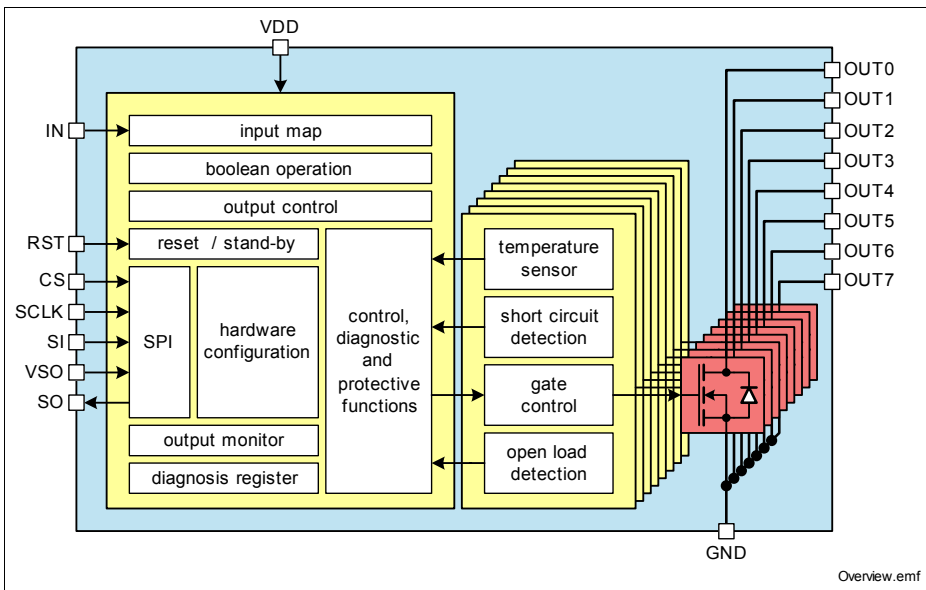 VDD
OUT0
OUT1
OUT2
OUT3
OUT4
OUT5
OUT6
OUT7
IN
RST
CS
SCLK
SI
VSO
SO
input map
boolean operation
output control
reset / stand-by
SPI
hardware
configuration
control,
diagnostic
and
protective
functions
output monitor
diagnosis register
temperature
sensor
short circuit
detection
gate
control
open load
detection
GND
Overview.emf